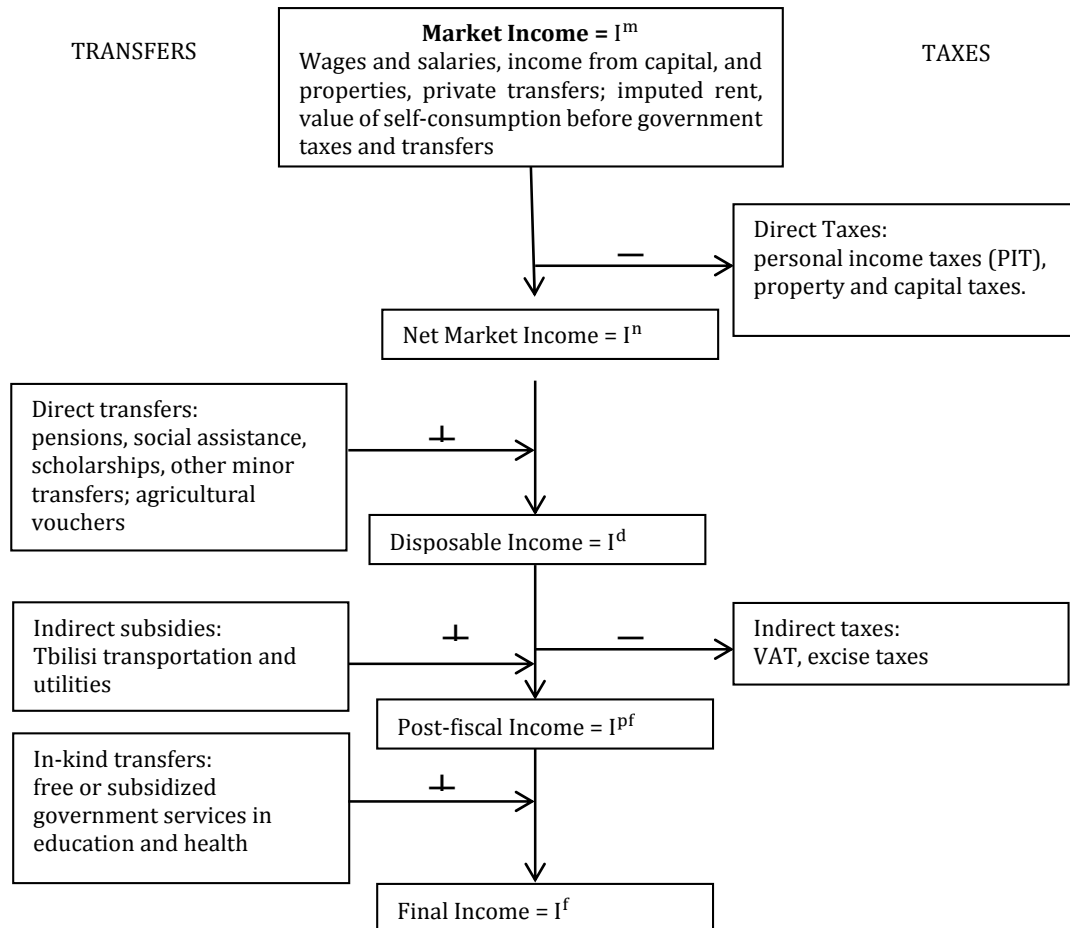 TRANSFERS
Market Income = Iᵐ
Wages and salaries, income from capital, and
properties, private transfers; imputed rent,
value of self-consumption before government
taxes and transfers
TAXES
Direct Taxes:
personal income taxes (PIT),
property and capital taxes.
Net Market Income = Iⁿ
Direct transfers:
pensions, social assistance,
scholarships, other minor
transfers; agricultural
vouchers
Disposable Income = Iᵈ
Indirect subsidies:
Tbilisi transportation and
utilities
Indirect taxes:
VAT, excise taxes
Post-fiscal Income = Iᵖᶠ
In-kind transfers:
free or subsidized
government services in
education and health
Final Income = Iᶠ